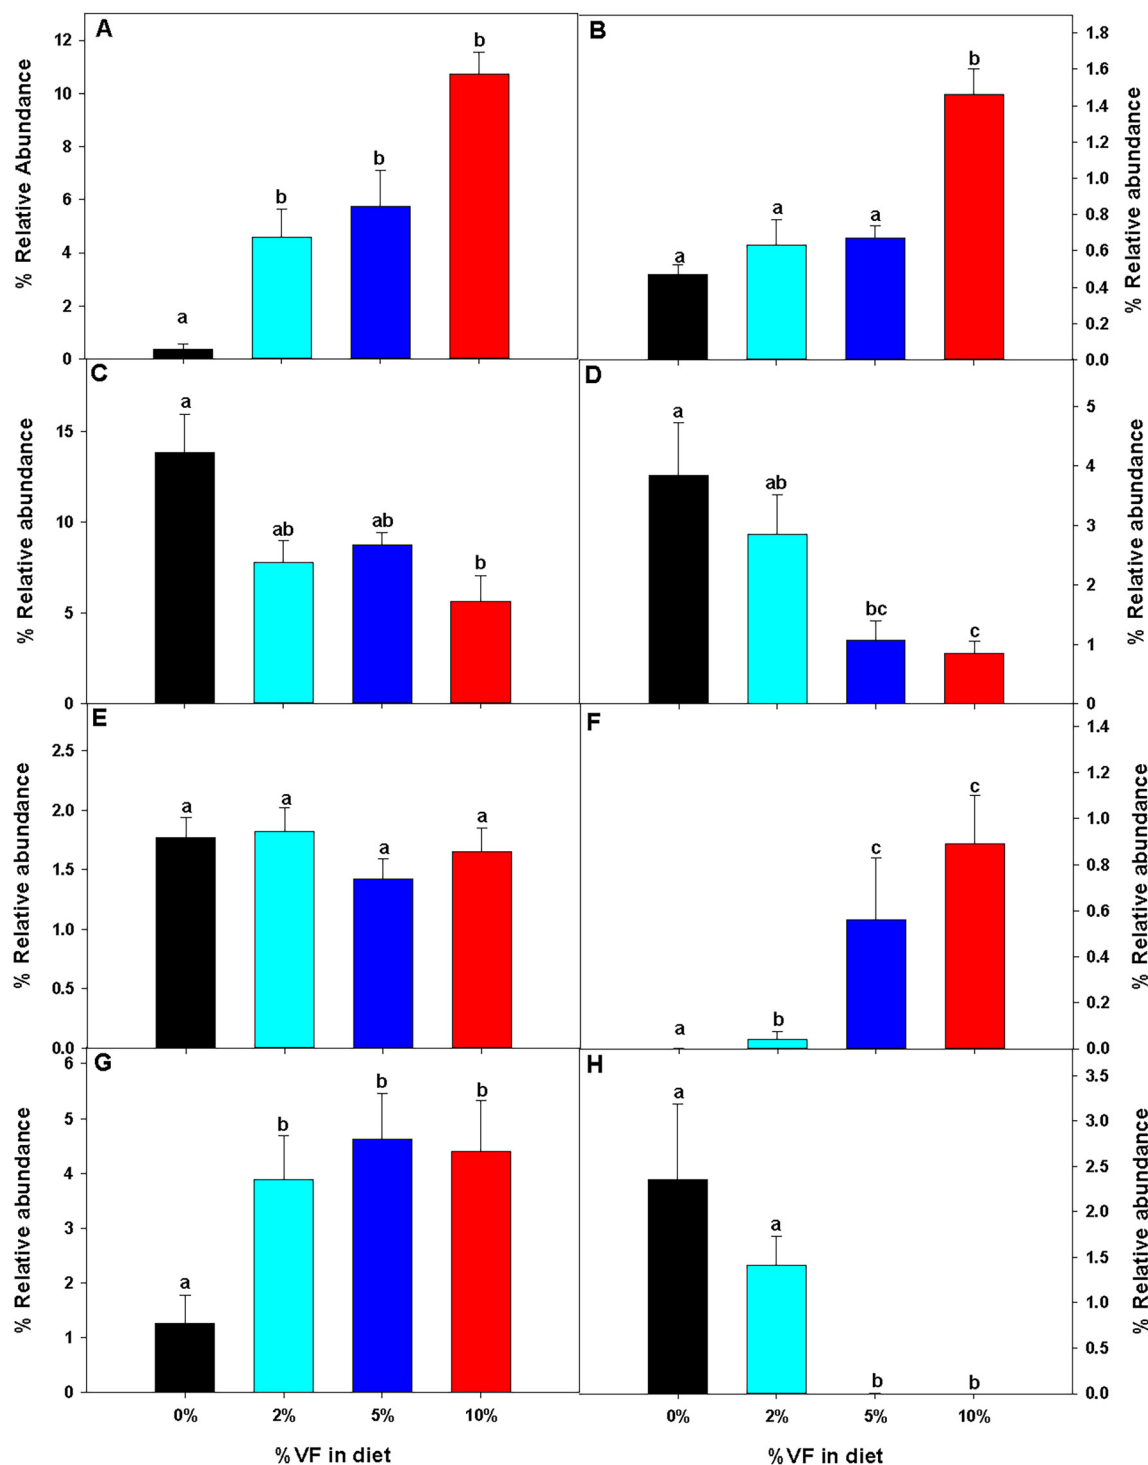 A
% Relative Abundance
12
10
8
6
4
2
0
a
b
b
b
B
% Relative abundance
1.8
1.6
1.4
1.2
1.0
0.8
0.6
0.4
0.2
0.0
a
a
a
b
C
% Relative abundance
15
10
5
0
a
ab
ab
b
D
% Relative abundance
5
4
3
2
1
0
a
ab
bc
c
E
% Relative abundance
2.5
2.0
1.5
1.0
0.5
0.0
a
a
a
a
F
% Relative abundance
1.4
1.2
1.0
0.8
0.6
0.4
0.2
0.0
a
b
c
c
G
% Relative abundance
6
5
4
3
2
1
0
a
b
b
b
0% 2% 5% 10%
% VF in diet
H
% Relative abundance
3.5
3.0
2.5
2.0
1.5
1.0
0.5
0.0
a
a
b
b
0% 2% 5% 10%
% VF in diet